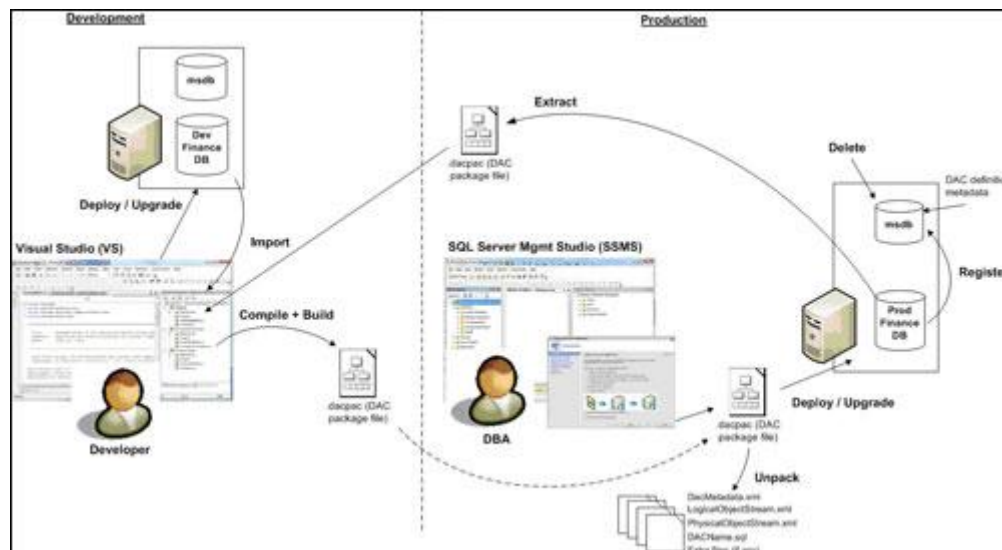 Development
Production
msdb
Dev
Finance
DB
Deploy / Upgrade
Visual Studio (VS)
Import
Compile + Build
dacpac (DAC
package file)
Developer
Extract
dacpac (DAC
package file)
SQL Server Mgmt Studio (SSMS)
DBA
dacpac (DAC
package file)
Unpack
DacMetadata.xml
LogicalObjectStream.xml
PhysicalObjectStream.xml
DACName.sql
Delete
DAC
metadata
msdb
Prod
Finance
DB
Deploy / Upgrade